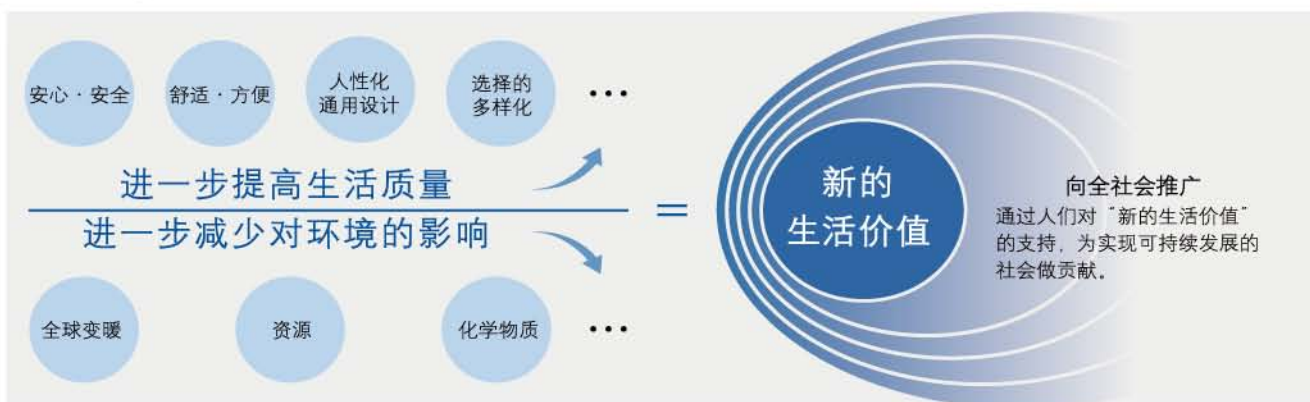 安心·安全
舒适·方便
人性化
通用设计
选择的
多样化
•••
进一步提高生活质量
进一步减少对环境的影响
=
新的
生活价值
向全社会推广
通过人们对“新的生活价值”
的支持，为实现可持续发展的
社会做贡献。
全球变暖
资源
化学物质
•••